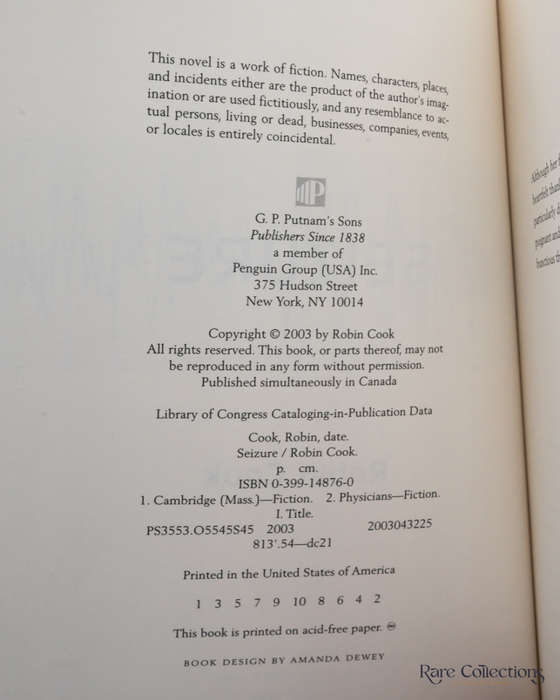 This novel is a work of fiction. Names, characters, places,
and incidents either are the product of the author's imag-
ination or are used fictitiously, and any resemblance to ac-
tual persons, living or dead, businesses, companies, events,
or locales is entirely coincidental.
P
G. P. Putnam's Sons
Publishers Since 1838
a member of
Penguin Group (USA) Inc.
375 Hudson Street
New York, NY 10014
Copyright © 2003 by Robin Cook
All rights reserved. This book, or parts thereof, may not
be reproduced in any form without permission.
Published simultaneously in Canada
Library of Congress Cataloging-in-Publication Data
Cook, Robin, date.
Seizure / Robin Cook.
p. cm.
ISBN 0-399-14876-0
1. Cambridge (Mass.)—Fiction. 2. Physicians—Fiction.
I. Title.
PS3553.O5545S45 2003 2003043225
813'.54—dc21
Printed in the United States of America
1 3 5 7 9 10 8 6 4 2
This book is printed on acid-free paper. ♾
BOOK DESIGN BY AMANDA DEWEY
Although her
heartfelt than
particularly d
poignant and
Rare Collections